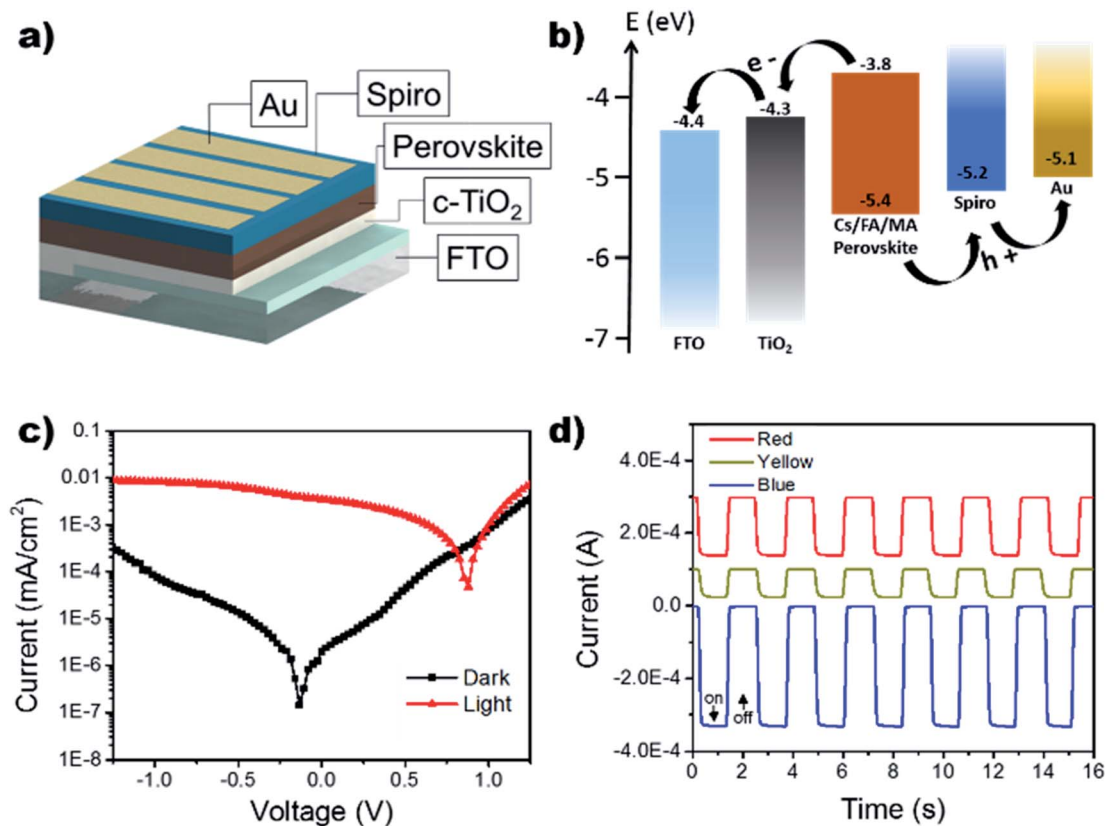 a)
Au
Spiro
Perovskite
c-TiO₂
FTO
b)
E (eV)
-4
-5
-6
-7
e -
-3.8
-4.3
-4.4
-5.2
-5.1
-5.4
Au
Spiro
Cs/FA/MA
Perovskite
h +
FTO
TiO₂
c)
Current (mA/cm²)
0.1
0.01
1E-3
1E-4
1E-5
1E-6
1E-7
1E-8
Dark
Light
-1.0
-0.5
0.0
0.5
1.0
Voltage (V)
d)
Red
Yellow
Blue
Current (A)
4.0E-4
2.0E-4
0.0
-2.0E-4
-4.0E-4
on
off
0
2
4
6
8
10
12
14
16
Time (s)